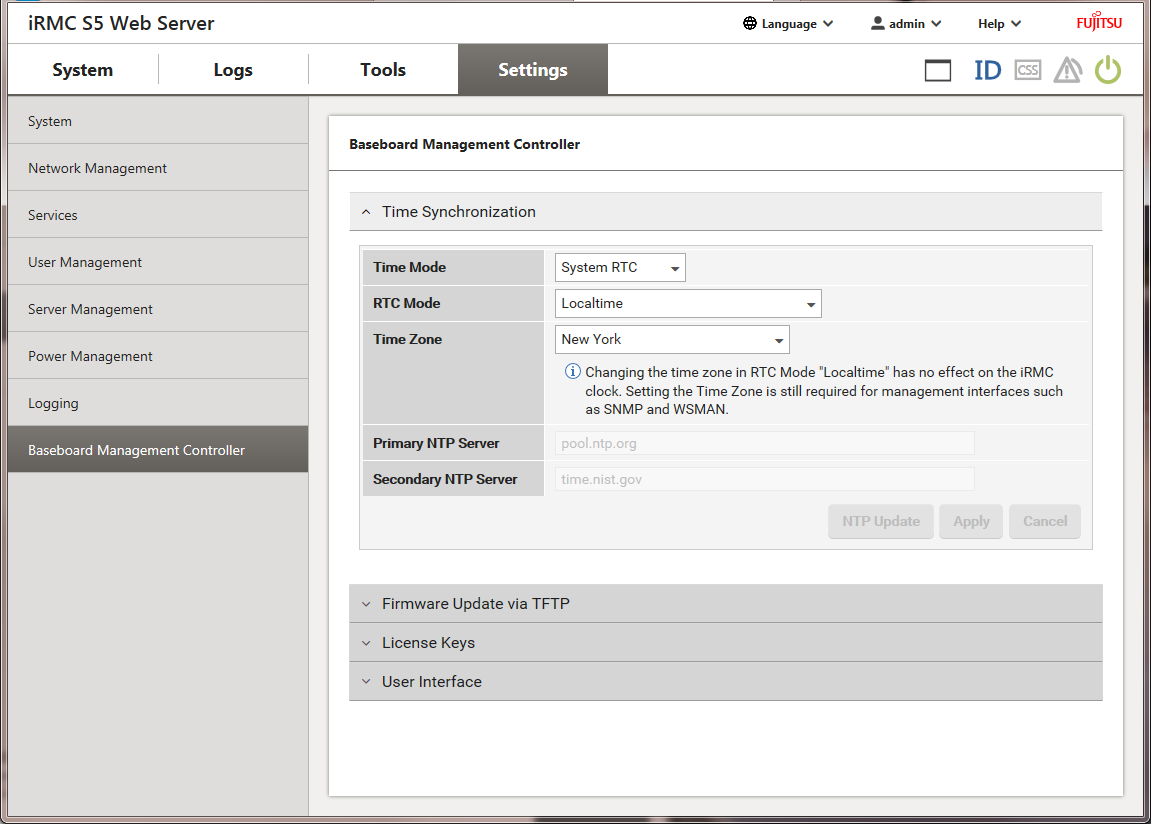 iRMC S5 Web Server
Language
admin
Help
FUJITSU
System
Logs
Tools
Settings
ID
CSS
System
Network Management
Services
User Management
Server Management
Power Management
Logging
Baseboard Management Controller
Baseboard Management Controller
Time Synchronization
Time Mode
System RTC
RTC Mode
Localtime
Time Zone
New York
Changing the time zone in RTC Mode "Localtime" has no effect on the iRMC
clock. Setting the Time Zone is still required for management interfaces such
as SNMP and WSMAN.
Primary NTP Server
pool.ntp.org
Secondary NTP Server
time.nist.gov
NTP Update
Apply
Cancel
Firmware Update via TFTP
License Keys
User Interface